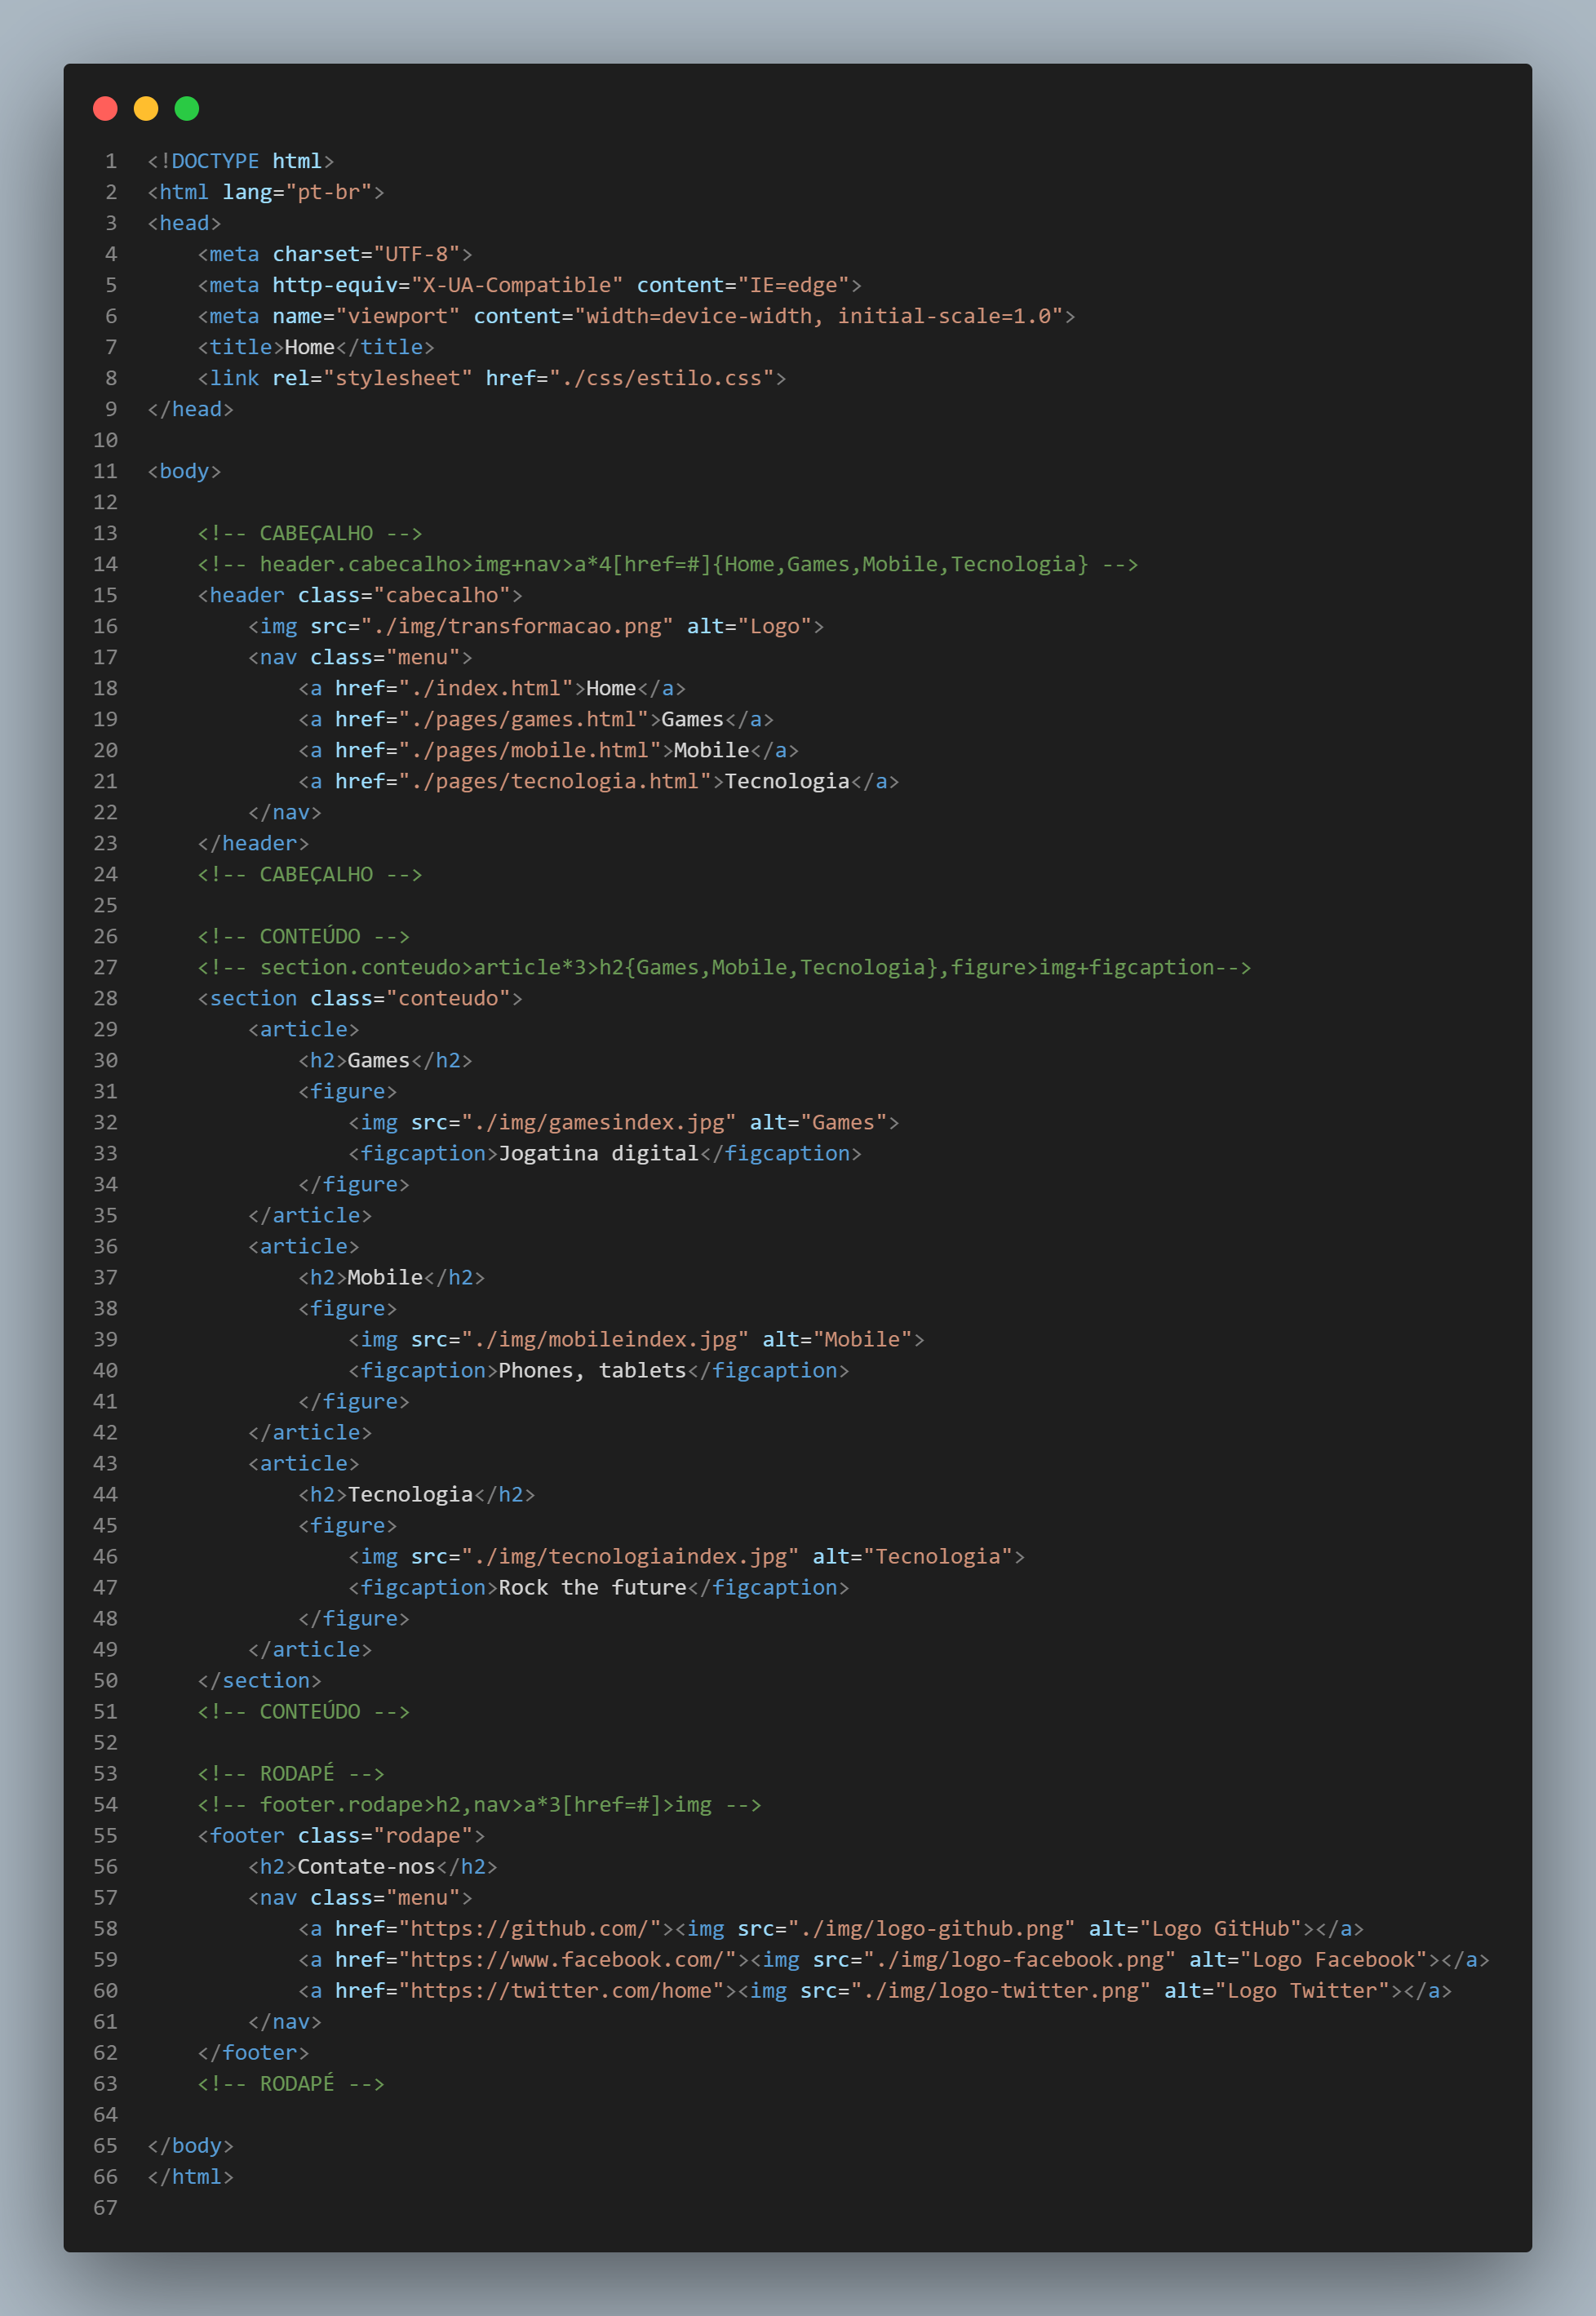 1 <!DOCTYPE html>
2 <html lang="pt-br">
3 <head>
4     <meta charset="UTF-8">
5     <meta http-equiv="X-UA-Compatible" content="IE=edge">
6     <meta name="viewport" content="width=device-width, initial-scale=1.0">
7     <title>Home</title>
8     <link rel="stylesheet" href="./css/estilo.css">
9 </head>
10
11 <body>
12
13     <!-- CABEÇALHO -->
14     <!-- header.cabecalho>img+nav>a*4[href=#]{Home,Games,Mobile,Tecnologia} -->
15     <header class="cabecalho">
16         <img src="./img/transformacao.png" alt="Logo">
17         <nav class="menu">
18             <a href="./index.html">Home</a>
19             <a href="./pages/games.html">Games</a>
20             <a href="./pages/mobile.html">Mobile</a>
21             <a href="./pages/tecnologia.html">Tecnologia</a>
22         </nav>
23     </header>
24     <!-- CABEÇALHO -->
25
26     <!-- CONTEÚDO -->
27     <!-- section.conteudo>article*3>h2{Games,Mobile,Tecnologia},figure>img+figcaption-->
28     <section class="conteudo">
29         <article>
30             <h2>Games</h2>
31             <figure>
32                 <img src="./img/gamesindex.jpg" alt="Games">
33                 <figcaption>Jogatina digital</figcaption>
34             </figure>
35         </article>
36         <article>
37             <h2>Mobile</h2>
38             <figure>
39                 <img src="./img/mobileindex.jpg" alt="Mobile">
40                 <figcaption>Phones, tablets</figcaption>
41             </figure>
42         </article>
43         <article>
44             <h2>Tecnologia</h2>
45             <figure>
46                 <img src="./img/tecnologiaindex.jpg" alt="Tecnologia">
47                 <figcaption>Rock the future</figcaption>
48             </figure>
49         </article>
50     </section>
51     <!-- CONTEÚDO -->
52
53     <!-- RODAPÉ -->
54     <!-- footer.rodape>h2,nav>a*3[href=#]>img -->
55     <footer class="rodape">
56         <h2>Contate-nos</h2>
57         <nav class="menu">
58             <a href="https://github.com/"><img src="./img/logo-github.png" alt="Logo GitHub"></a>
59             <a href="https://www.facebook.com/"><img src="./img/logo-facebook.png" alt="Logo Facebook"></a>
60             <a href="https://twitter.com/home"><img src="./img/logo-twitter.png" alt="Logo Twitter"></a>
61         </nav>
62     </footer>
63     <!-- RODAPÉ -->
64
65 </body>
66 </html>
67